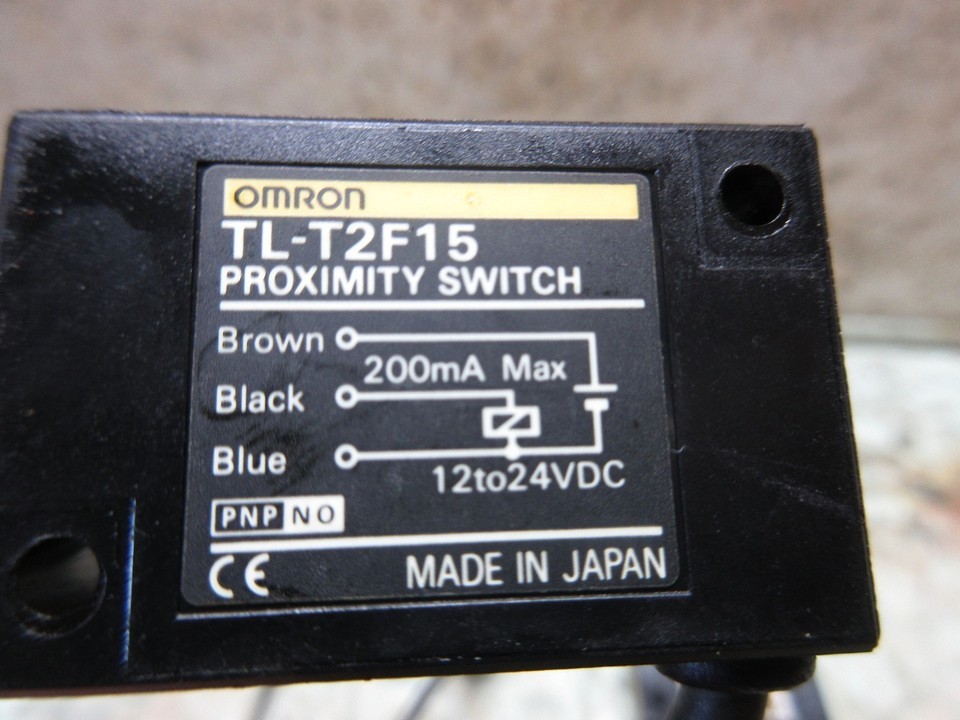 OMRON
TL-T2F15
PROXIMITY SWITCH
Brown
200mA Max
Black
Blue
12to24VDC
PNP NO
CE MADE IN JAPAN